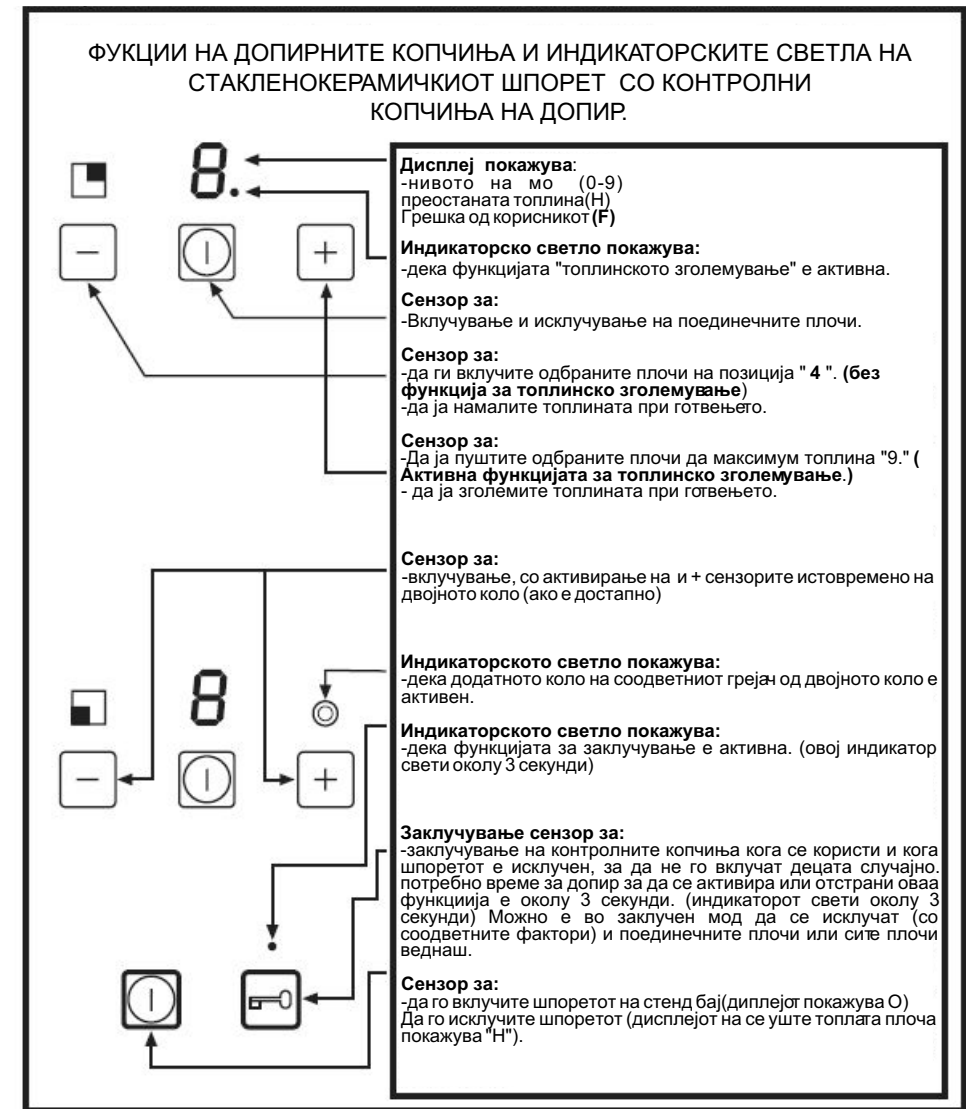 ФУКЦИИ НА ДОПИРНИТЕ КОПЧИЊА И ИНДИКАТОРСКИТЕ СВЕТЛА НА
СТАКЛЕНОКЕРАМИЧКИОТ ШПОРЕТ СО КОНТРОЛНИ
КОПЧИЊА НА ДОПИР.
8.
Дисплеј покажува:
-нивото на мо (0-9)
преостаната топлина(H)
Грешка од корисникот(F)
Индикаторско светло покажува:
-дека функцијата "топлинското зголемување" е активна.
Сензор за:
-Вклучување и исклучување на поединечните плочи.
Сензор за:
-да ги вклучите одбраните плочи на позиција " 4 ". (без
функција за топлинско зголемување)
-да ја намалите топлината при готвењето.
Сензор за:
-Да ја пуштите одбраните плочи да максимум топлина "9." (
Активна функцијата за топлинско зголемување.)
- да ја зголемите топлината при готвењето.
Сензор за:
-вклучување, со активирање на и + сензорите истовремено на
двојното коло (ако е достапно)
8
Индикаторското светло покажува:
-дека додатното коло на соодветниот грејач од двојното коло е
активен.
Индикаторското светло покажува:
-дека функцијата за заклучување е активна. (овој индикатор
свети околу 3 секунди)
Заклучување сензор за:
-заклучување на контролните копчиња кога се користи и кога
шпоретот е исклучен, за да не го вклучат децата случајно.
потребно време за допир за да се активира или отстрани оваа
функциија е околу 3 секунди. (индикаторот свети околу 3
секунди) Можно е во заклучен мод да се исклучат (со
соодветните фактори) и поединечните плочи или сите плочи
веднаш.
Сензор за:
-да го вклучите шпоретот на стенд бај(диплејот покажува О)
Да го исклучите шпоретот (дисплејот на се уште топлата плоча
покажува "H").